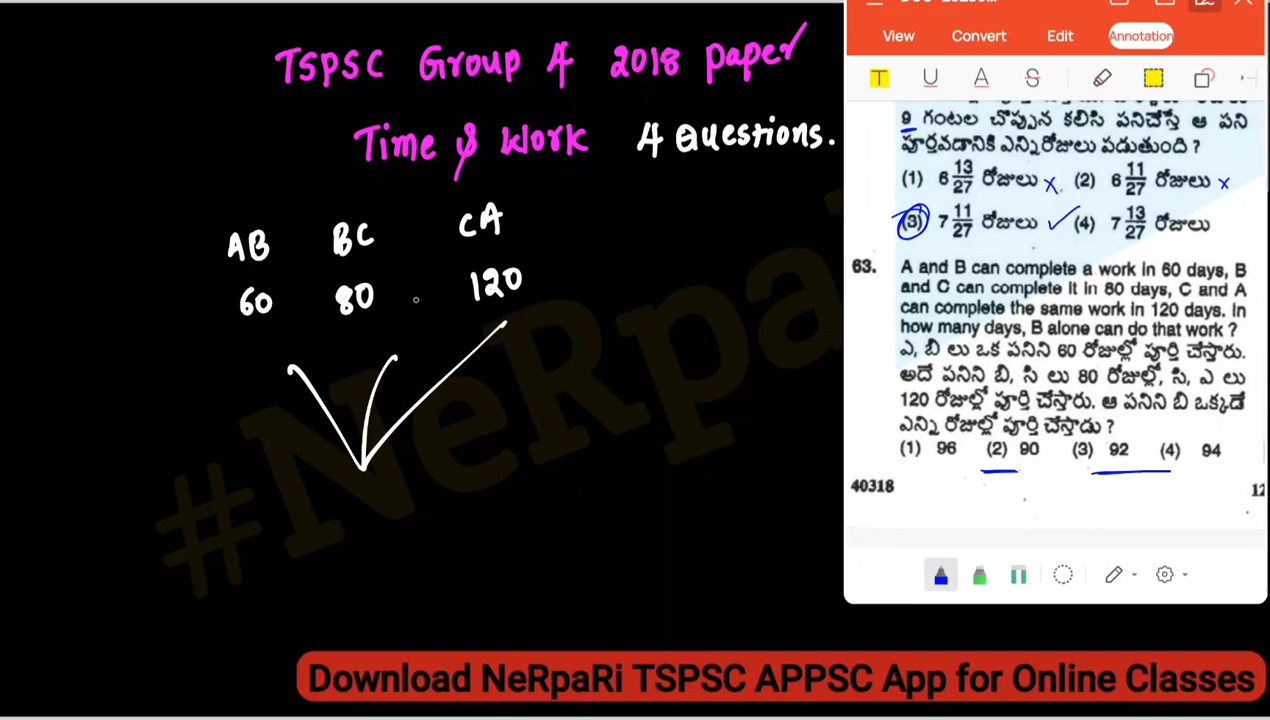 TSPSC Group 4 2018 paper
Time & Work 4 Questions.
AB BC CA
60 80 120
#NeRpa
View Convert Edit Annotation
9 గంటల చొప్పున కలిసి పనిచేస్తే ఆ పని
పూర్తవడానికి ఎన్ని రోజులు పడుతుంది ?
(1) 6 13/27 రోజులు x (2) 6 11/27 రోజులు x
(3) 7 11/27 రోజులు ✓ (4) 7 13/27 రోజులు
63. A and B can complete a work in 60 days, B
and C can complete it in 80 days, C and A
can complete the same work in 120 days. In
how many days, B alone can do that work ?
ఎ, బి లు ఒక పనిని 60 రోజుల్లో పూర్తి చేస్తారు.
అదే పనిని బి, సి లు 80 రోజుల్లో, సి, ఎ లు
120 రోజుల్లో పూర్తి చేస్తారు. ఆ పనిని బి ఒక్కడే
ఎన్ని రోజుల్లో పూర్తి చేస్తాడు ?
(1) 96 (2) 90 (3) 92 (4) 94
40318 12
Download NeRpaRi TSPSC APPSC App for Online Classes